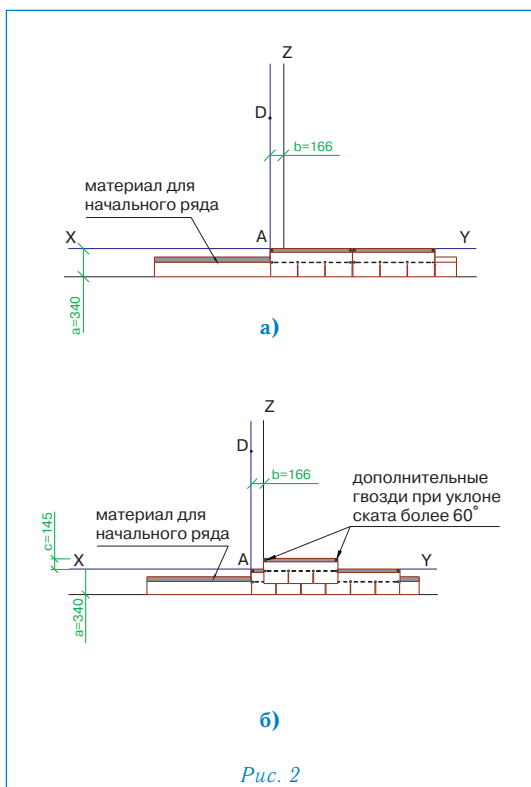 Z
D
b=166
материал для
начального ряда
X
A
Y
a=340
а)
Z
D
b=166
дополнительные
гвозди при уклоне
ската более 60°
материал для
начального ряда
c=145
X
A
Y
a=340
б)
Рис. 2